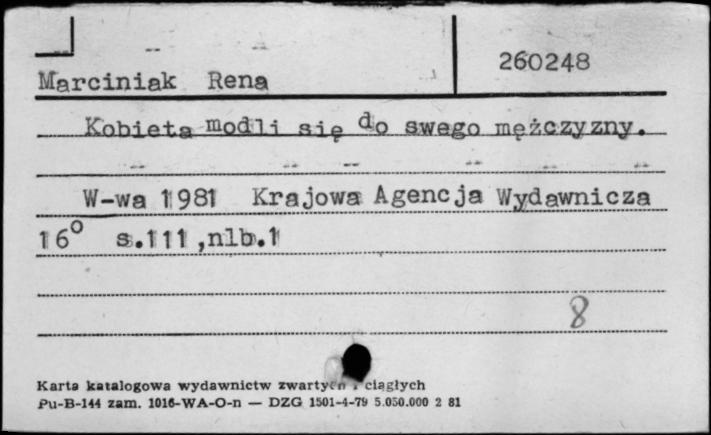 260248
Marciniak Rena
Kobieta modli się do swego mężczyzny.
W-wa 1981 Krajowa Agencja Wydawnicza
16⁰ s.111,nlb.1
8
Karta katalogowa wydawnictw zwartych i ciągłych
Pu-B-144 zam. 1016-WA-O-n — DZG 1501-4-79 5.050.000 2 81